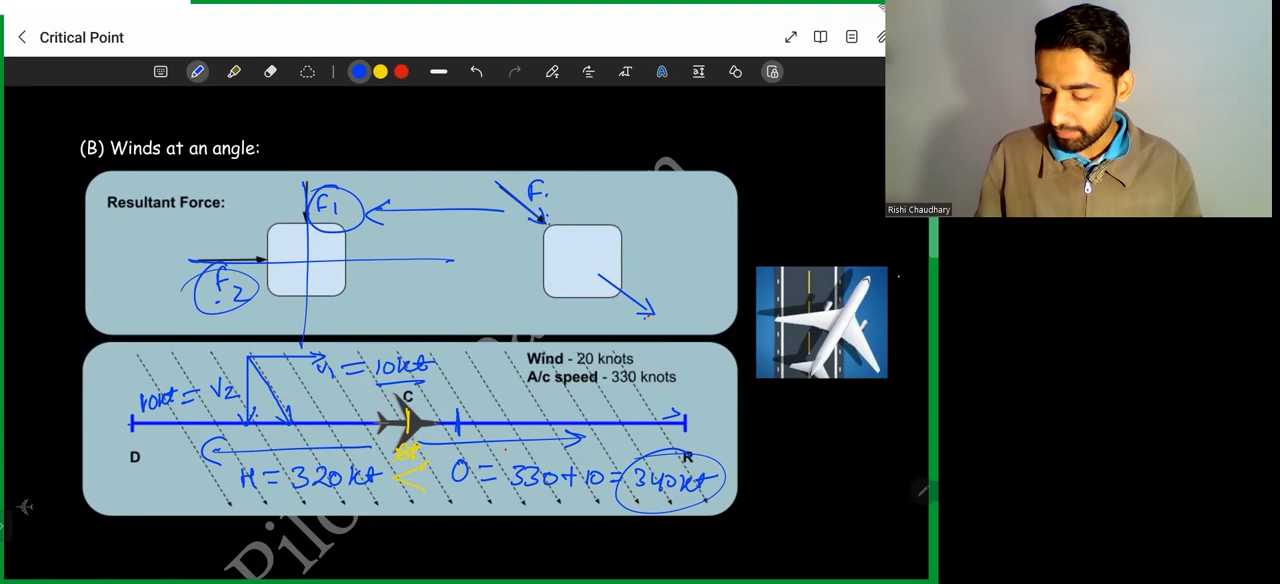 Critical Point
Rishi Chaudhary
(B) Winds at an angle:
Resultant Force:
F1
F.
F2
Wind - 20 knots
A/c speed - 330 knots
V1 = 10kt
10kt = V2
C
D
R
H = 320kt < O = 330+10 = 340kt
Pilo